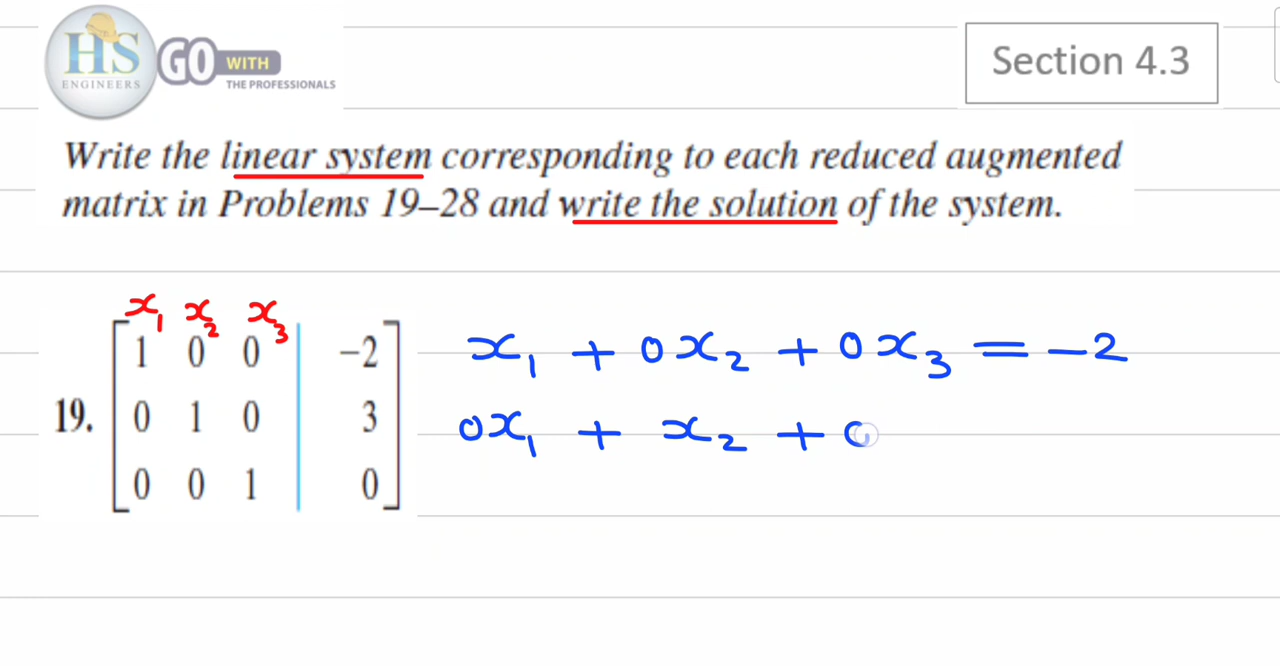 HS
ENGINEERS
GO WITH
THE PROFESSIONALS
Section 4.3
Write the linear system corresponding to each reduced augmented
matrix in Problems 19–28 and write the solution of the system.
x₁ x₂ x₃
1 0 0 −2
19. 0 1 0 3
0 0 1 0
x₁ + 0x₂ + 0x₃ = −2
0x₁ + x₂ + 0